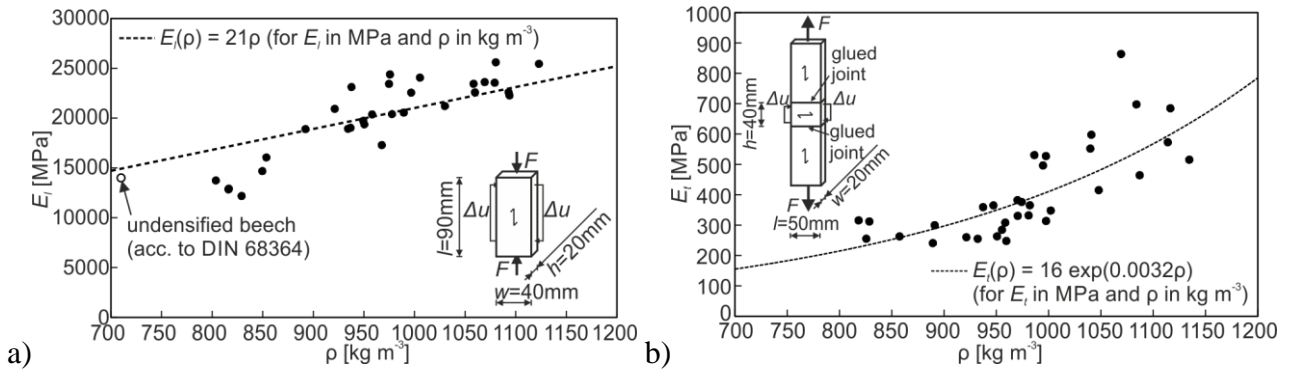 30000
25000
20000
15000
10000
5000
0
E_l [MPa]
E_l(ρ) = 21ρ (for E_l in MPa and ρ in kg m⁻³)
undensified beech
(acc. to DIN 68364)
F
Δu
Δu
l=90mm
F
h=20mm
w=40mm
700 750 800 850 900 950 1000 1050 1100 1150 1200
ρ [kg m⁻³]
a)
1000
900
800
700
600
500
400
300
200
100
0
E_t [MPa]
F
glued
joint
Δu
Δu
h=40mm
glued
joint
F
w=20mm
l=50mm
E_t(ρ) = 16 exp(0.0032ρ)
(for E_t in MPa and ρ in kg m⁻³)
700 750 800 850 900 950 1000 1050 1100 1150 1200
ρ [kg m⁻³]
b)